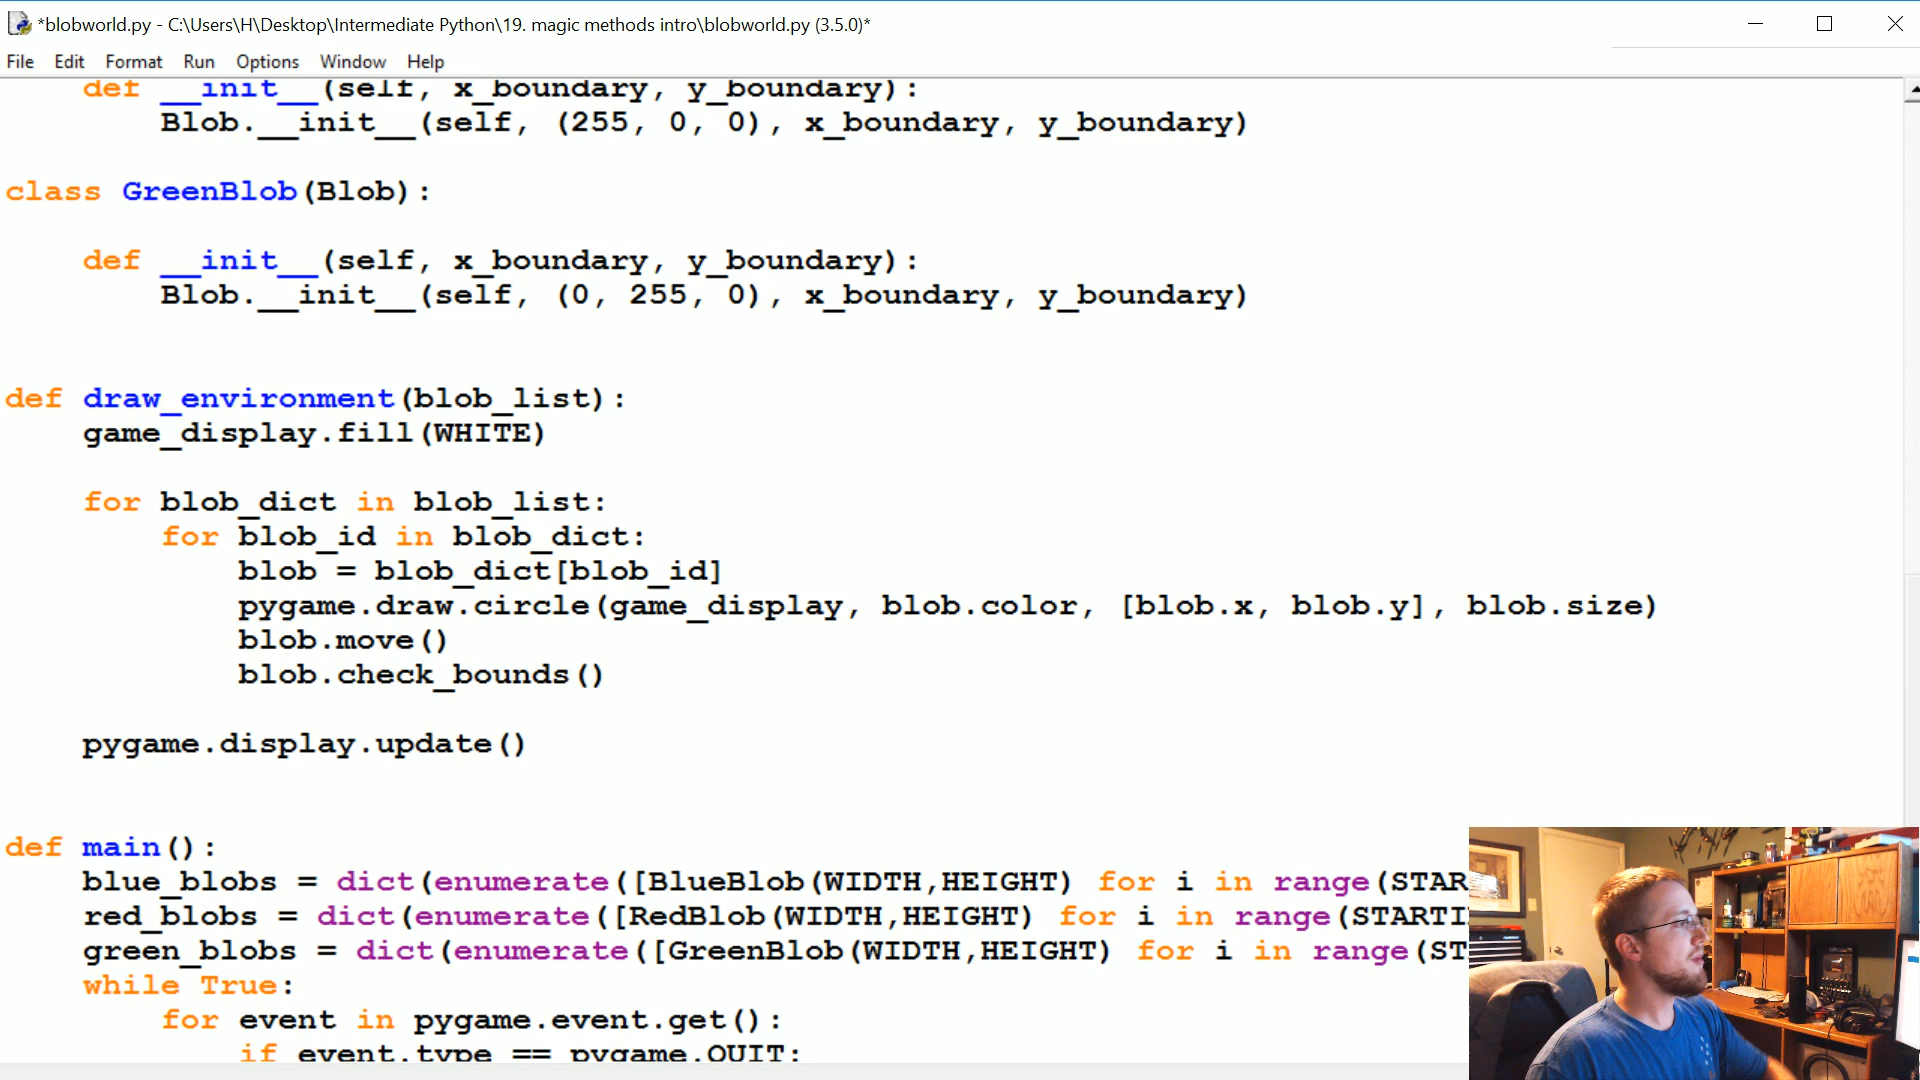 *blobworld.py - C:\Users\H\Desktop\Intermediate Python\19. magic methods intro\blobworld.py (3.5.0)*
File Edit Format Run Options Window Help
def __init__(self, x_boundary, y_boundary):
Blob.__init__(self, (255, 0, 0), x_boundary, y_boundary)
class GreenBlob(Blob):
def __init__(self, x_boundary, y_boundary):
Blob.__init__(self, (0, 255, 0), x_boundary, y_boundary)
def draw_environment(blob_list):
game_display.fill(WHITE)
for blob_dict in blob_list:
for blob_id in blob_dict:
blob = blob_dict[blob_id]
pygame.draw.circle(game_display, blob.color, [blob.x, blob.y], blob.size)
blob.move()
blob.check_bounds()
pygame.display.update()
def main():
blue_blobs = dict(enumerate([BlueBlob(WIDTH,HEIGHT) for i in range(STAR
red_blobs = dict(enumerate([RedBlob(WIDTH,HEIGHT) for i in range(STARTI
green_blobs = dict(enumerate([GreenBlob(WIDTH,HEIGHT) for i in range(ST
while True:
for event in pygame.event.get():
if event.type == pygame.QUIT: